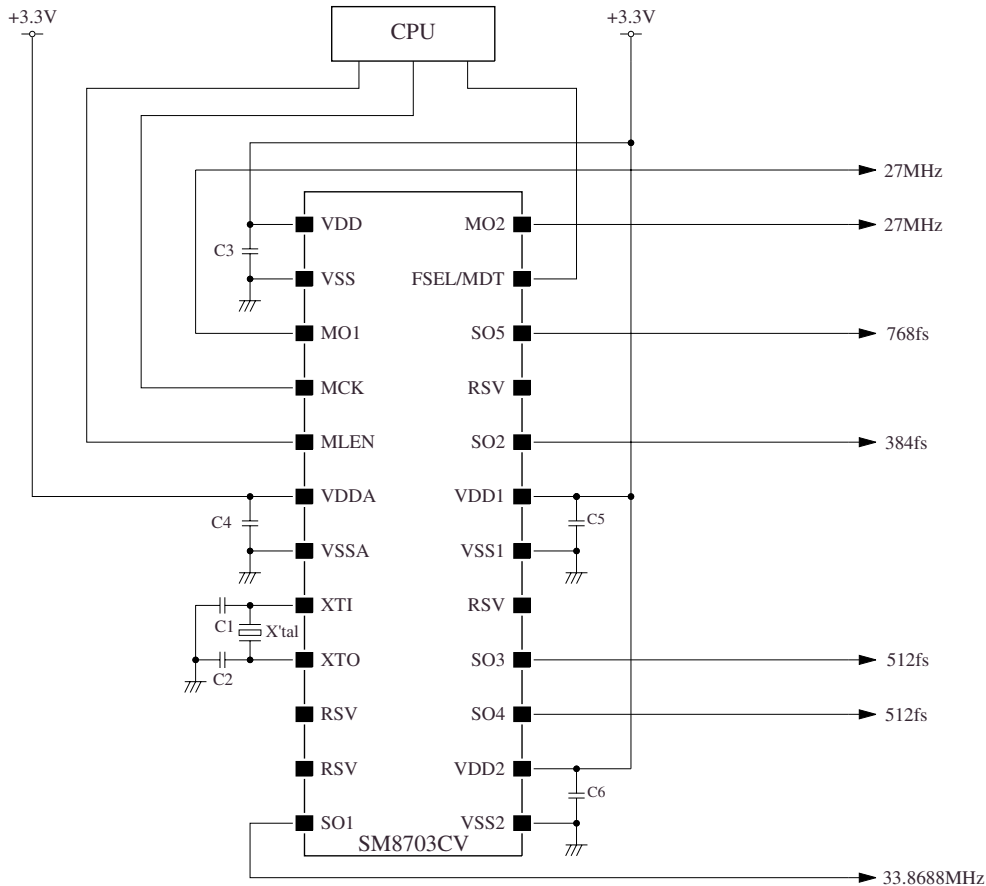 +3.3V
CPU
+3.3V
27MHz
VDD
MO2
27MHz
C3
VSS
FSEL/MDT
MO1
SO5
768fs
MCK
RSV
MLEN
SO2
384fs
VDDA
VDD1
C4
C5
VSSA
VSS1
XTI
RSV
C1
X'tal
XTO
SO3
512fs
C2
RSV
SO4
512fs
RSV
VDD2
C6
SO1
VSS2
SM8703CV
33.8688MHz